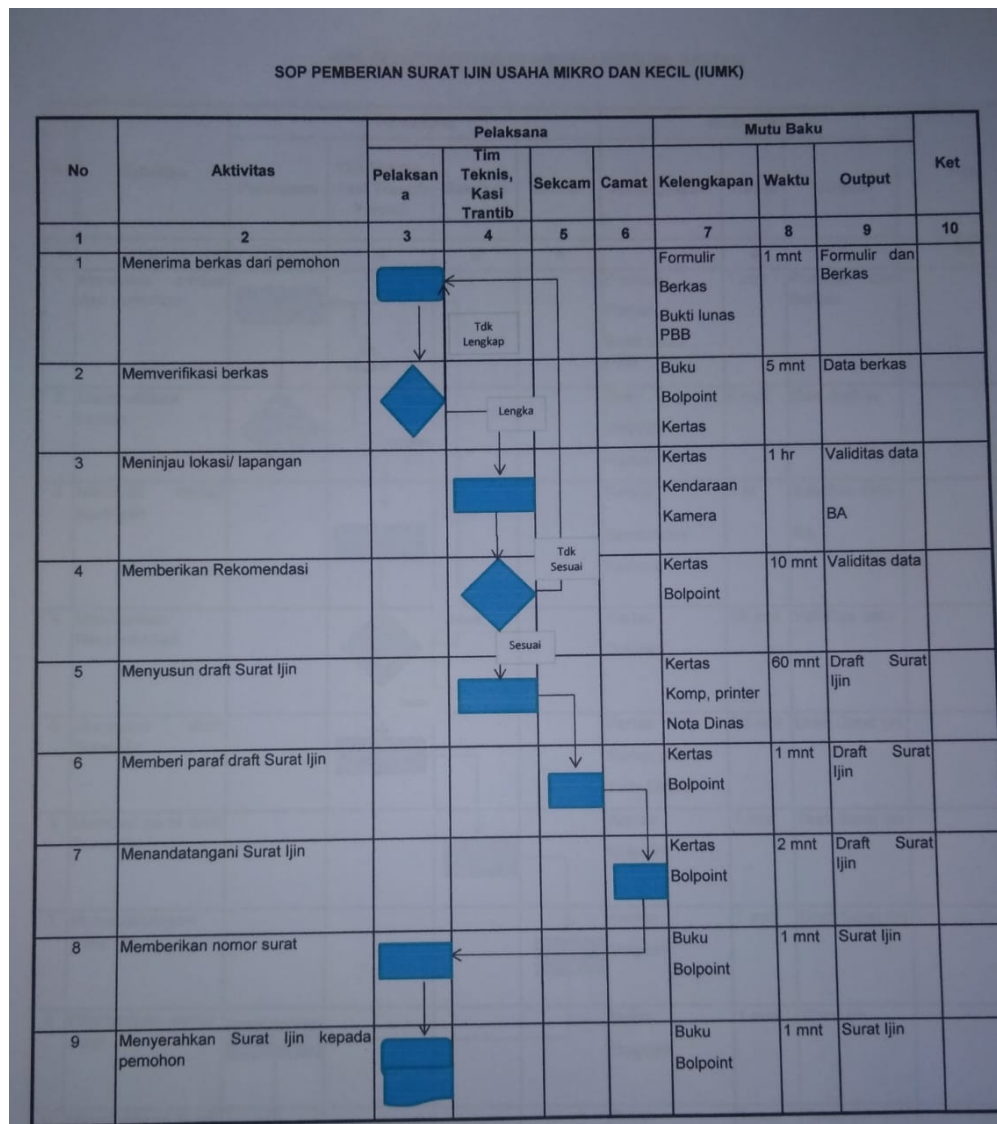 SOP PEMBERIAN SURAT IJIN USAHA MIKRO DAN KECIL (IUMK)
No
Aktivitas
Pelaksana
Mutu Baku
Ket
Pelaksan
a
Tim
Teknis,
Kasi
Trantib
Sekcam
Camat
Kelengkapan
Waktu
Output
1
2
3
4
5
6
7
8
9
10
1
Menerima berkas dari pemohon
Formulir
Berkas
Bukti lunas
PBB
1 mnt
Formulir dan
Berkas
Tdk
Lengkap
2
Memverifikasi berkas
Lengka
Buku
Bolpoint
Kertas
5 mnt
Data berkas
3
Meninjau lokasi/ lapangan
Kertas
Kendaraan
Kamera
1 hr
Validitas data
BA
4
Memberikan Rekomendasi
Tdk
Sesuai
Kertas
Bolpoint
10 mnt
Validitas data
Sesuai
5
Menyusun draft Surat Ijin
Kertas
Komp, printer
Nota Dinas
60 mnt
Draft Surat
Ijin
6
Memberi paraf draft Surat Ijin
Kertas
Bolpoint
1 mnt
Draft Surat
Ijin
7
Menandatangani Surat Ijin
Kertas
Bolpoint
2 mnt
Draft Surat
Ijin
8
Memberikan nomor surat
Buku
Bolpoint
1 mnt
Surat Ijin
9
Menyerahkan Surat Ijin kepada
pemohon
Buku
Bolpoint
1 mnt
Surat Ijin